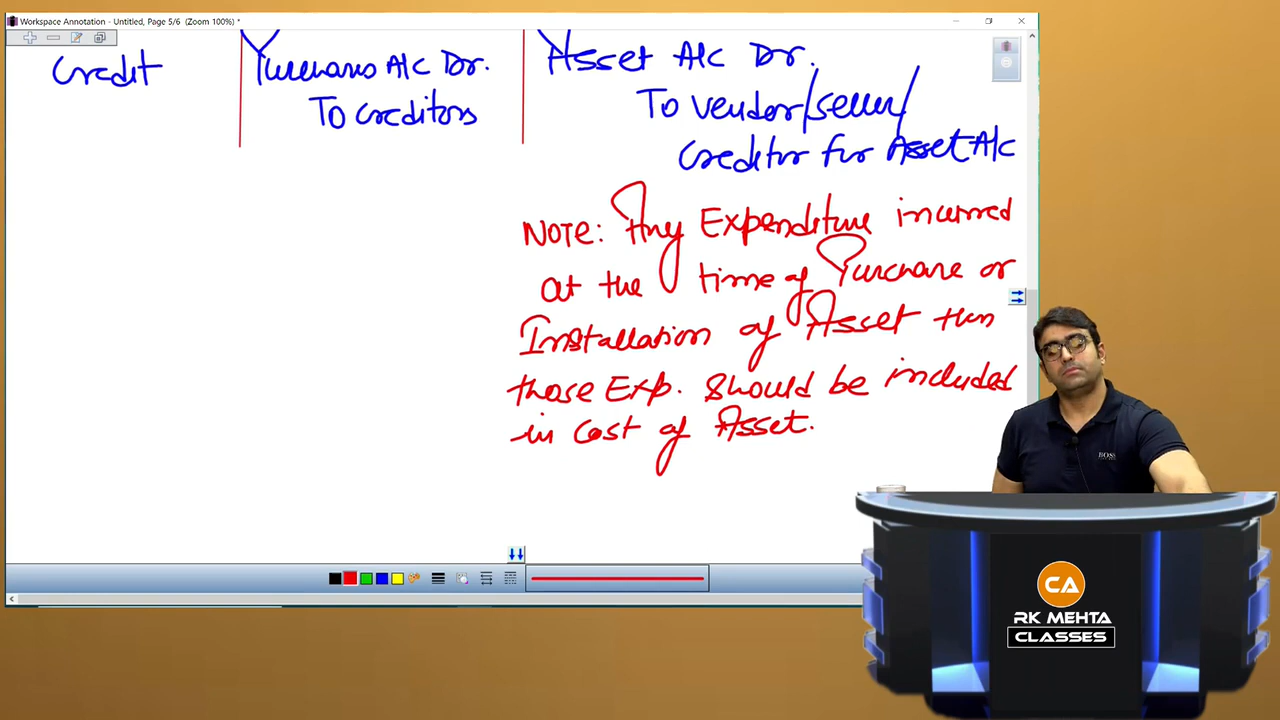 Workspace Annotation - Untitled, Page 5/6 (Zoom 100%) *
Credit
Purchases A/c Dr.
To Creditors
Asset A/c Dr.
To vendor/seller/
Creditor for Asset A/c
NOTE: Any Expenditure incurred
at the time of Purchase or
Installation of Asset then
those Exp. Should be included
in Cost of Asset.
BOSS
CA
RK MEHTA
CLASSES